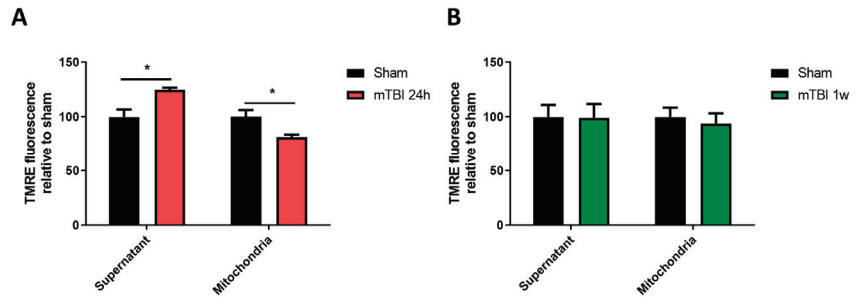 A
TMRE fluorescence
relative to sham
150
100
50
0
*
*
Supernatant
Mitochondria
Sham
mTBI 24h
B
TMRE fluorescence
relative to sham
150
100
50
0
Supernatant
Mitochondria
Sham
mTBI 1w